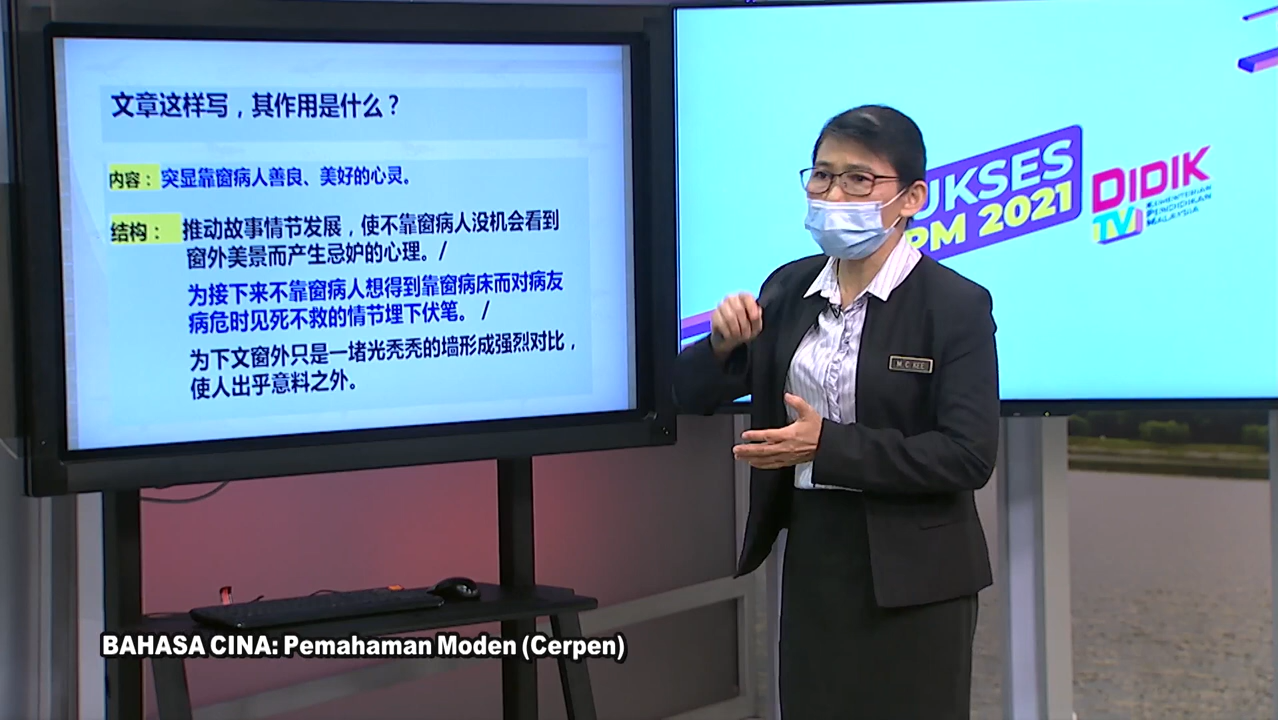 文章这样写，其作用是什么？
内容： 突显靠窗病人善良、美好的心灵。
结构： 推动故事情节发展，使不靠窗病人没机会看到
窗外美景而产生忌妒的心理。/
为接下来不靠窗病人想得到靠窗病床而对病友
病危时见死不救的情节埋下伏笔。 /
为下文窗外只是一堵光秃秃的墙形成强烈对比，
使人出乎意料之外。
UKSES
PM 2021
DIDIK
TV
KEMENTERIAN
PENDIDIKAN
MALAYSIA
M. C. KEE
BAHASA CINA: Pemahaman Moden (Cerpen)